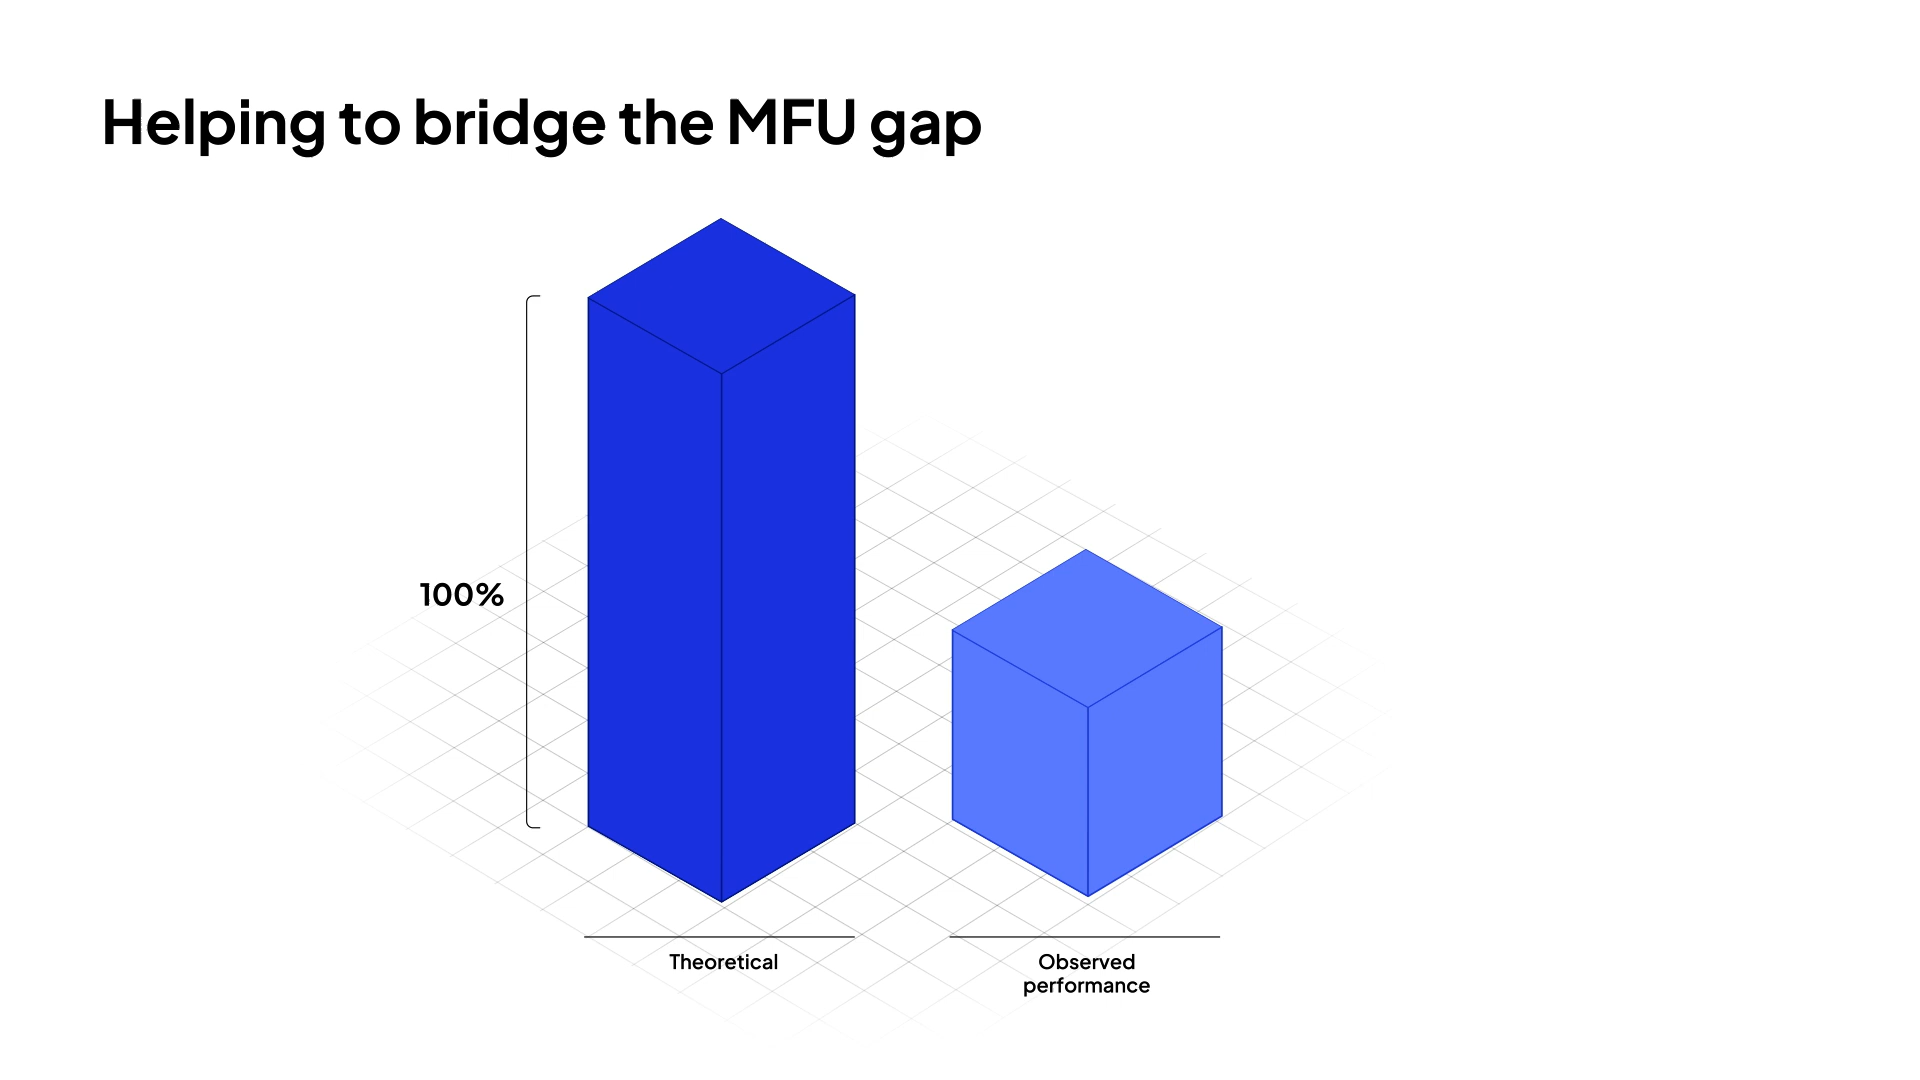 Helping to bridge the MFU gap
100%
Theoretical
Observed
performance